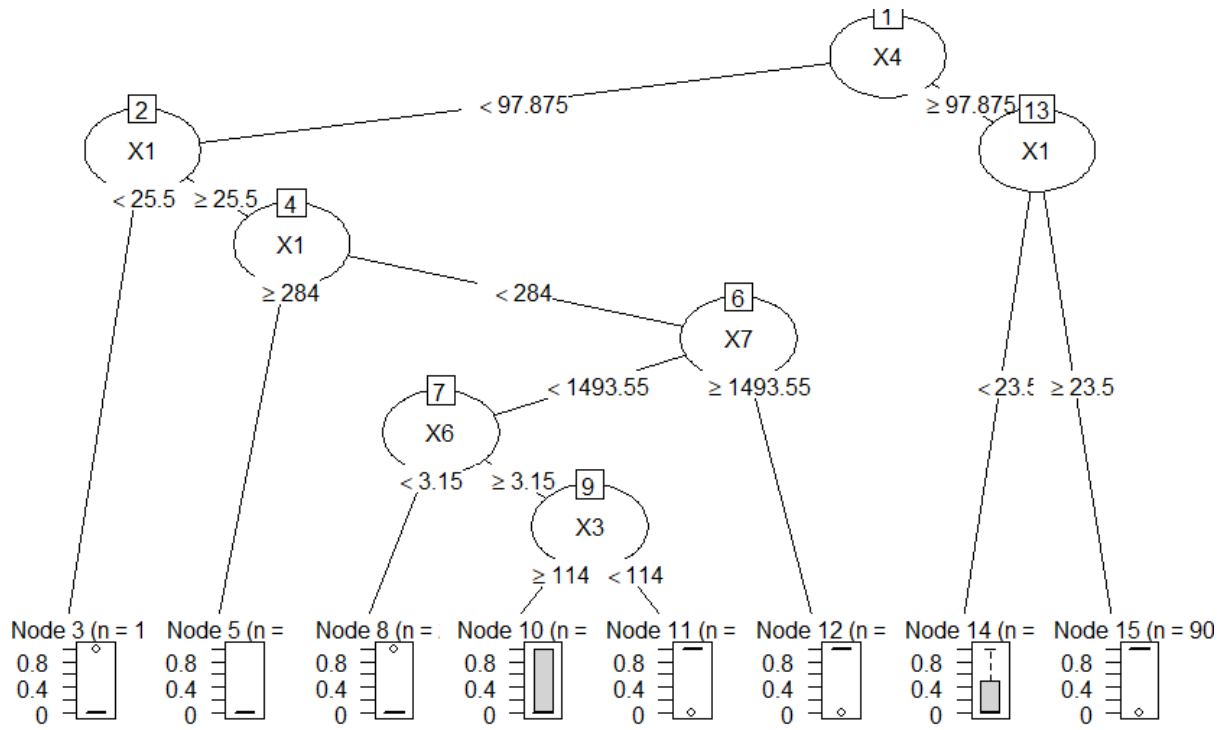 1
X4
< 97.875
≥ 97.875
2
X1
13
X1
< 25.5
≥ 25.5
4
X1
≥ 284
< 284
6
X7
< 1493.55
≥ 1493.55
< 23.5
≥ 23.5
7
X6
< 3.15
≥ 3.15
9
X3
≥ 114
< 114
Node 3 (n = 1
Node 5 (n =
Node 8 (n =
Node 10 (n =
Node 11 (n =
Node 12 (n =
Node 14 (n =
Node 15 (n = 90
0.8 0.8 0.8 0.8 0.8 0.8 0.8 0.8
0.4 0.4 0.4 0.4 0.4 0.4 0.4 0.4
0 0 0 0 0 0 0 0